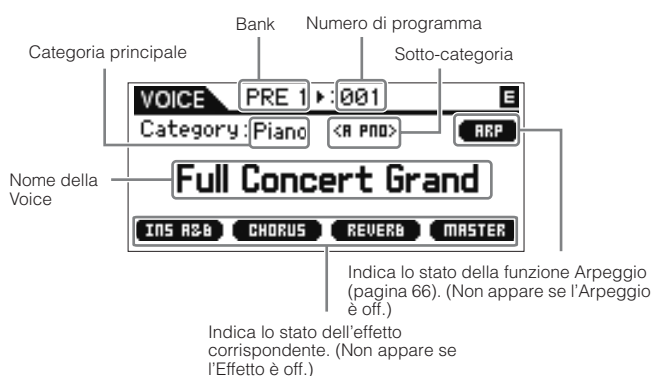 Bank
Numero di programma
Categoria principale
Sotto-categoria
VOICE PRE 1 ▸:001 E
Category:Piano <A PNO> ARP
Nome della
Voice
Full Concert Grand
INS A&B CHORUS REVERB MASTER
Indica lo stato della funzione Arpeggio
(pagina 66). (Non appare se l'Arpeggio
è off.)
Indica lo stato dell'effetto
corrispondente. (Non appare se
l'Effetto è off.)